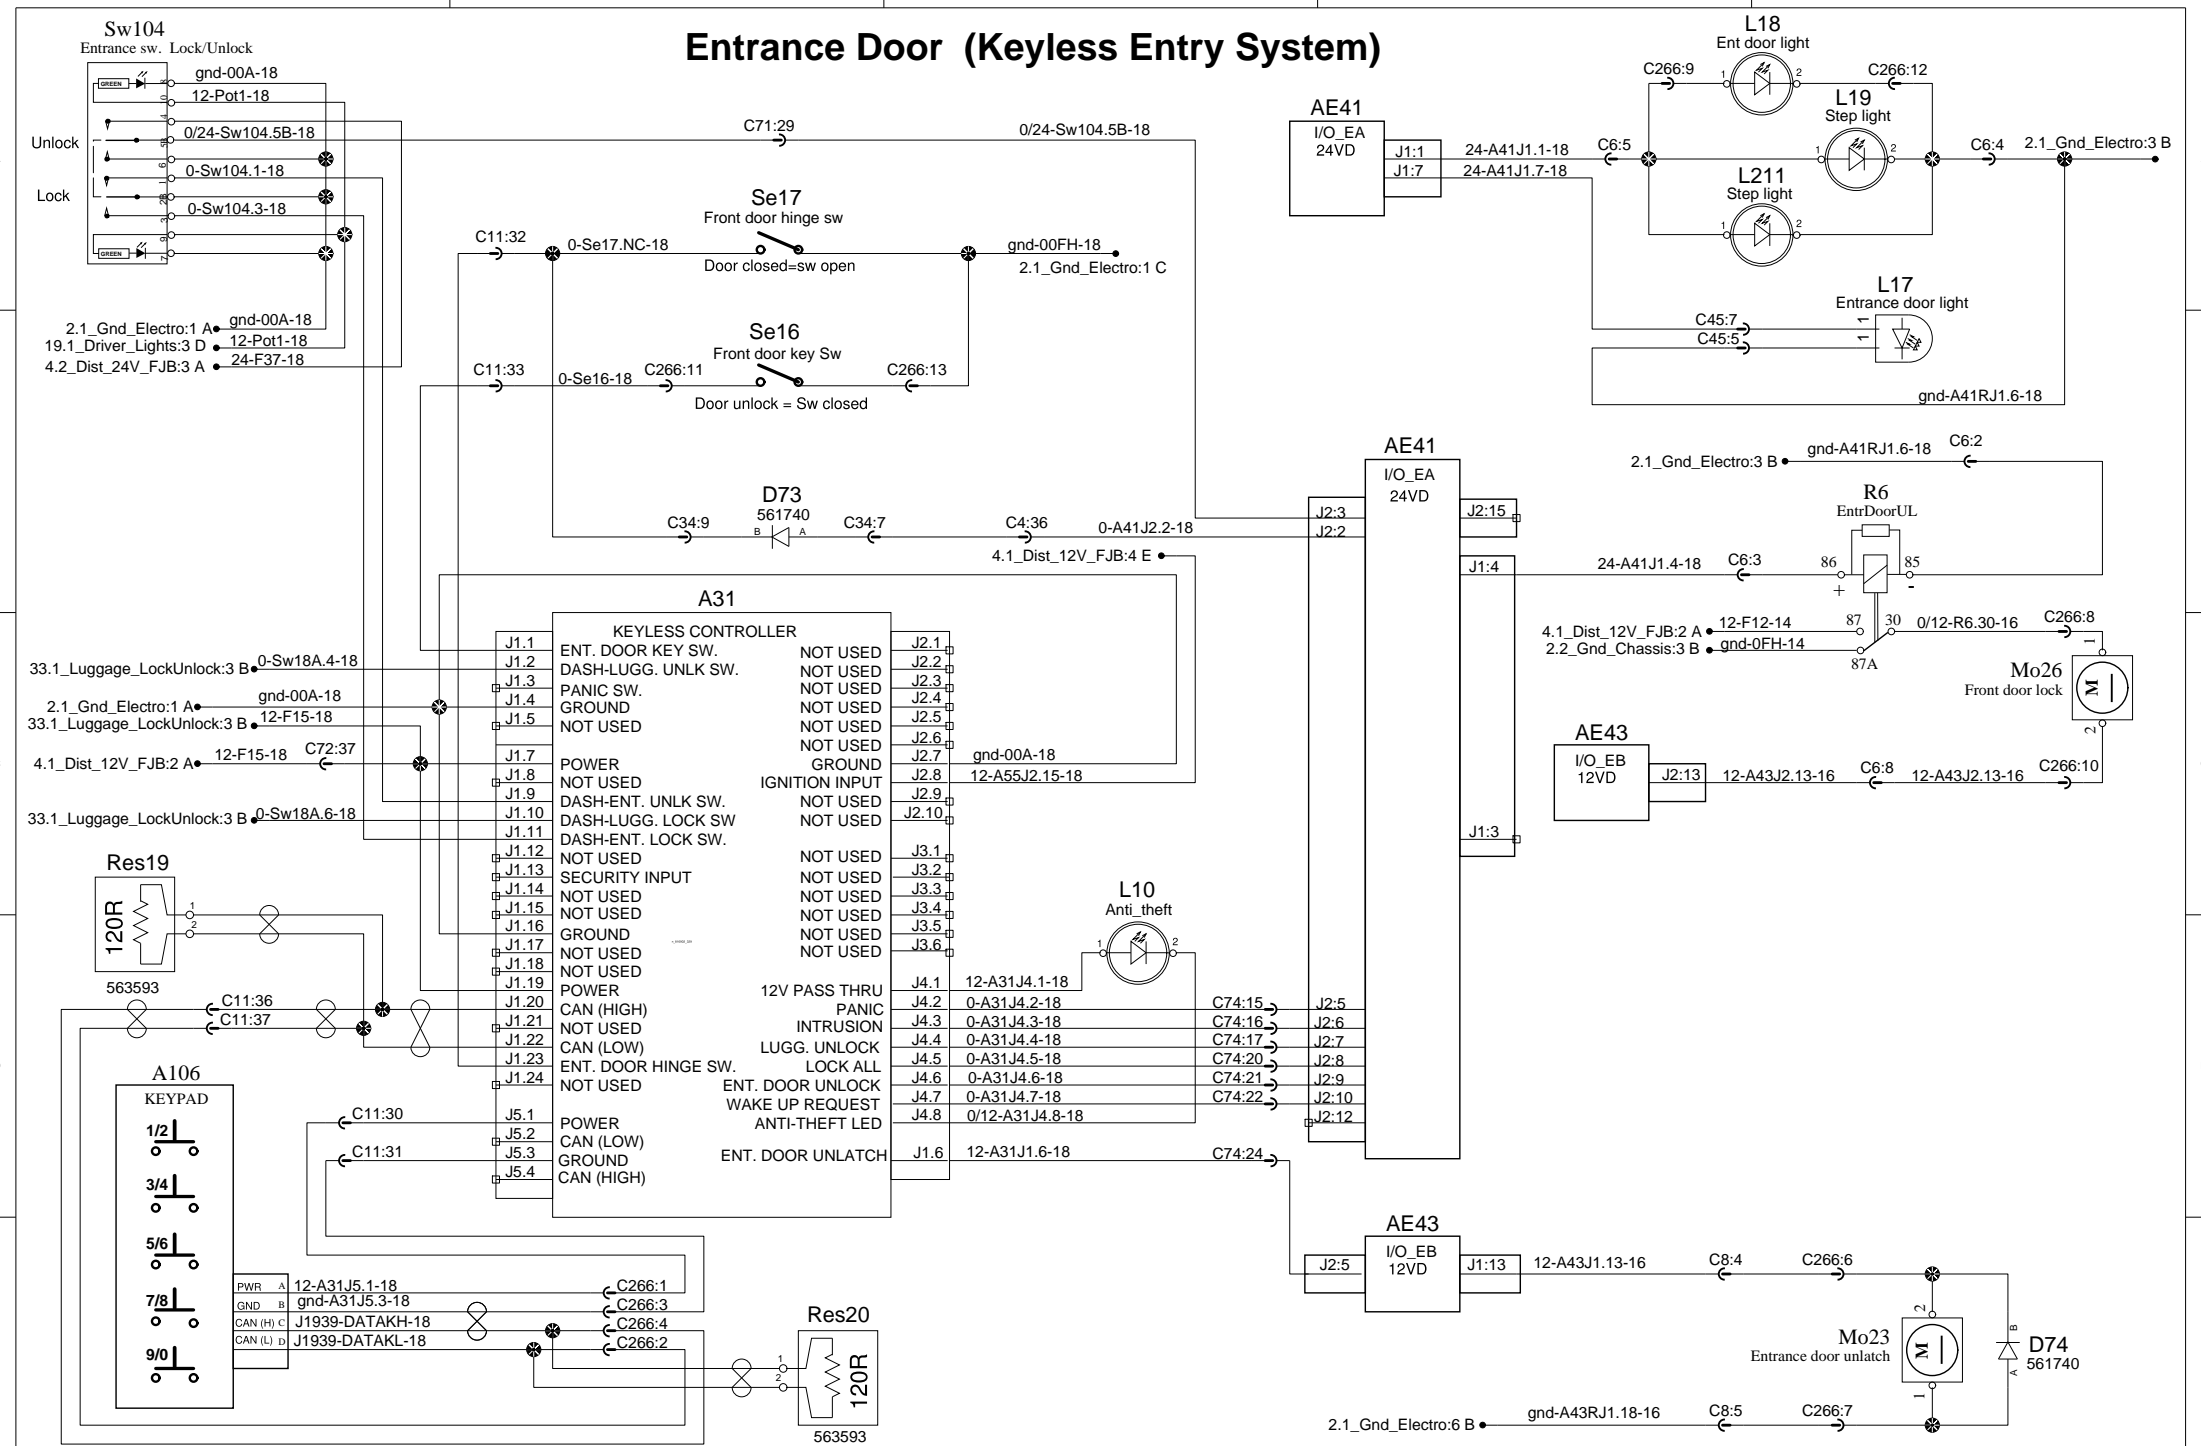 Entrance Door (Keyless Entry System)
Sw104
Entrance sw. Lock/Unlock
GREEN
8
gnd-00A-18
10
12-Pot1-18
4
Unlock
5B
0/24-Sw104.5B-18
C71:29
0/24-Sw104.5B-18
6
1
0-Sw104.1-18
Lock
2B
3
0-Sw104.3-18
9
GREEN
7
2.1_Gnd_Electro:1 A
gnd-00A-18
19.1_Driver_Lights:3 D
12-Pot1-18
4.2_Dist_24V_FJB:3 A
24-F37-18
Se17
Front door hinge sw
C11:32
0-Se17.NC-18
Door closed=sw open
gnd-00FH-18
2.1_Gnd_Electro:1 C
Se16
Front door key Sw
C11:33
0-Se16-18
C266:11
C266:13
Door unlock = Sw closed
D73
561740
C34:9
B
A
C34:7
C4:36
0-A41J2.2-18
4.1_Dist_12V_FJB:4 E
AE41
I/O_EA
24VD
J1:1
24-A41J1.1-18
C6:5
J1:7
24-A41J1.7-18
L18
Ent door light
C266:9
1
2
C266:12
L19
Step light
1
2
C6:4
2.1_Gnd_Electro:3 B
L211
Step light
1
2
L17
Entrance door light
C45:7
1
C45:5
1
gnd-A41RJ1.6-18
AE41
I/O_EA
24VD
J2:3
J2:2
J2:15
J1:4
J1:3
2.1_Gnd_Electro:3 B
gnd-A41RJ1.6-18
C6:2
R6
EntrDoorUL
24-A41J1.4-18
C6:3
86
85
+
-
4.1_Dist_12V_FJB:2 A
12-F12-14
87
30
0/12-R6.30-16
C266:8
2.2_Gnd_Chassis:3 B
gnd-0FH-14
87A
1
Mo26
Front door lock
M
2
AE43
I/O_EB
12VD
J2:13
12-A43J2.13-16
C6:8
12-A43J2.13-16
C266:10
A31
KEYLESS CONTROLLER
33.1_Luggage_LockUnlock:3 B
0-Sw18A.4-18
2.1_Gnd_Electro:1 A
gnd-00A-18
33.1_Luggage_LockUnlock:3 B
12-F15-18
4.1_Dist_12V_FJB:2 A
12-F15-18
C72:37
33.1_Luggage_LockUnlock:3 B
0-Sw18A.6-18
J1.1 ENT. DOOR KEY SW.
J1.2 DASH-LUGG. UNLK SW.
J1.3 PANIC SW.
J1.4 GROUND
J1.5 NOT USED
J1.7 POWER
J1.8 NOT USED
J1.9 DASH-ENT. UNLK SW.
J1.10 DASH-LUGG. LOCK SW
J1.11 DASH-ENT. LOCK SW.
J1.12 NOT USED
J1.13 SECURITY INPUT
J1.14 NOT USED
J1.15 NOT USED
J1.16 GROUND
J1.17 NOT USED
J1.18 NOT USED
J1.19 POWER
J1.20 CAN (HIGH)
J1.21 NOT USED
J1.22 CAN (LOW)
J1.23 ENT. DOOR HINGE SW.
J1.24 NOT USED
J5.1 POWER
J5.2 CAN (LOW)
J5.3 GROUND
J5.4 CAN (HIGH)
NOT USED J2.1
NOT USED J2.2
NOT USED J2.3
NOT USED J2.4
NOT USED J2.5
NOT USED J2.6
GROUND J2.7 gnd-00A-18
IGNITION INPUT J2.8 12-A55J2.15-18
NOT USED J2.9
NOT USED J2.10
NOT USED J3.1
NOT USED J3.2
NOT USED J3.3
NOT USED J3.4
NOT USED J3.5
NOT USED J3.6
12V PASS THRU J4.1 12-A31J4.1-18
PANIC J4.2 0-A31J4.2-18 C74:15 J2:5
INTRUSION J4.3 0-A31J4.3-18 C74:16 J2:6
LUGG. UNLOCK J4.4 0-A31J4.4-18 C74:17 J2:7
LOCK ALL J4.5 0-A31J4.5-18 C74:20 J2:8
ENT. DOOR UNLOCK J4.6 0-A31J4.6-18 C74:21 J2:9
WAKE UP REQUEST J4.7 0-A31J4.7-18 C74:22 J2:10
ANTI-THEFT LED J4.8 0/12-A31J4.8-18 J2:12
ENT. DOOR UNLATCH J1.6 12-A31J1.6-18 C74:24
L10
Anti_theft
1
2
Res19
120R
1
2
563593
C11:36
C11:37
A106
KEYPAD
1/2
3/4
5/6
7/8
9/0
C11:30
C11:31
PWR A 12-A31J5.1-18 C266:1
GND B gnd-A31J5.3-18 C266:3
CAN (H) C J1939-DATAKH-18 C266:4
CAN (L) D J1939-DATAKL-18 C266:2
Res20
1
2
120R
563593
AE43
I/O_EB
12VD
J2:5
J1:13
12-A43J1.13-16
C8:4
C266:6
2
Mo23
Entrance door unlatch
M
1
B
D74
561740
A
2.1_Gnd_Electro:6 B
gnd-A43RJ1.18-16
C8:5
C266:7